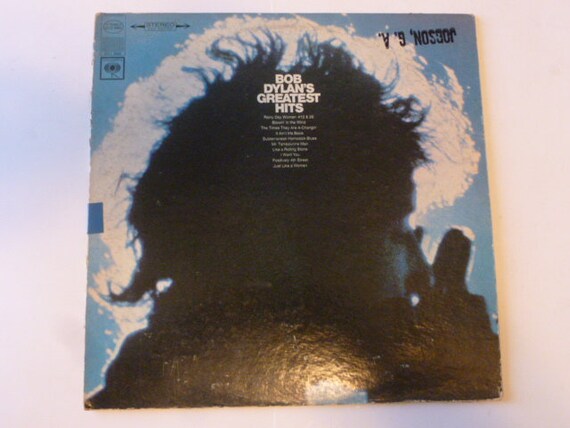 STEREO
JOCSON, G. A.
BOB
DYLAN'S
GREATEST
HITS
Rainy Day Women #12 & 35
Blowin' in the Wind
The Times They Are a-Changin'
It Ain't Me Babe
Subterranean Homesick Blues
Mr. Tambourine Man
Like a Rolling Stone
I Want You
Positively 4th Street
Just Like a Woman